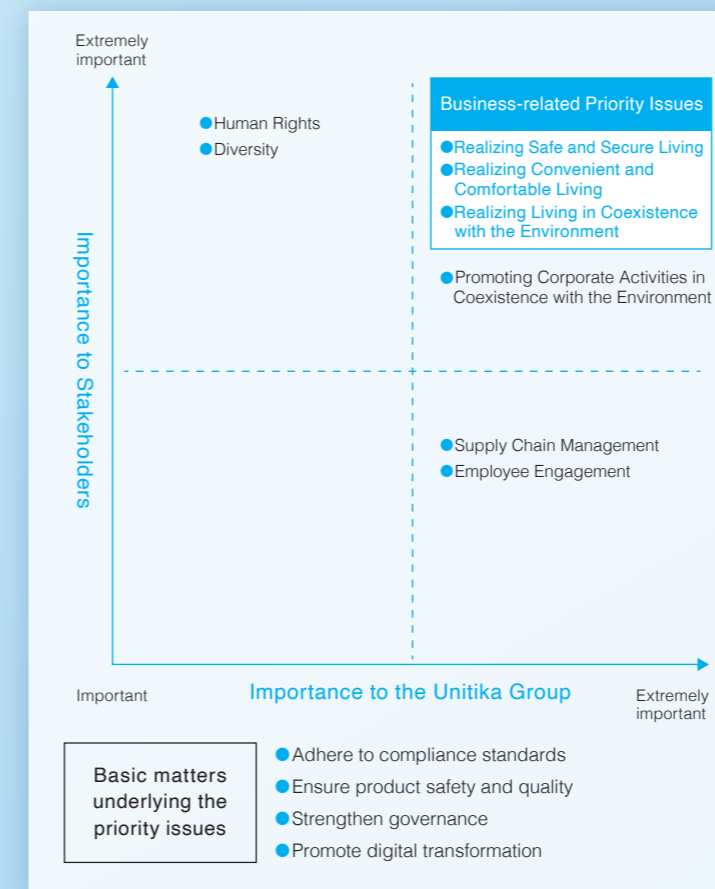 Extremely
important
●Human Rights
●Diversity
Business-related Priority Issues
●Realizing Safe and Secure Living
●Realizing Convenient and
Comfortable Living
●Realizing Living in Coexistence
with the Environment
●Promoting Corporate Activities in
Coexistence with the Environment
Importance to Stakeholders
●Supply Chain Management
●Employee Engagement
Important
Importance to the Unitika Group
Extremely
important
Basic matters
underlying the
priority issues
●Adhere to compliance standards
●Ensure product safety and quality
●Strengthen governance
●Promote digital transformation